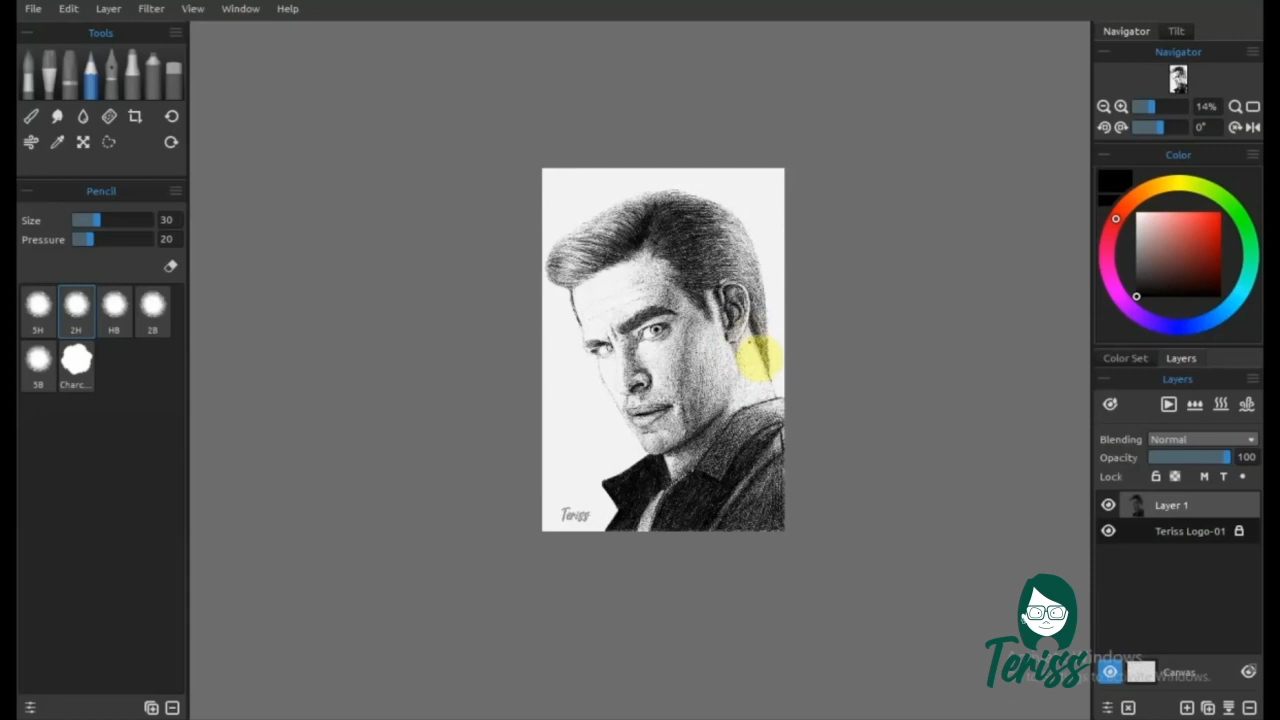 File Edit Layer Filter View Window Help
Tools
Pencil
Size 30
Pressure 20
5H 2H HB 2B
5B Charc...
Teriss
Navigator Tilt
Navigator
14%
0°
Color
Color Set Layers
Layers
Blending Normal
Opacity 100
Lock M T
Layer 1
Teriss Logo-01
Canvas
Teriss